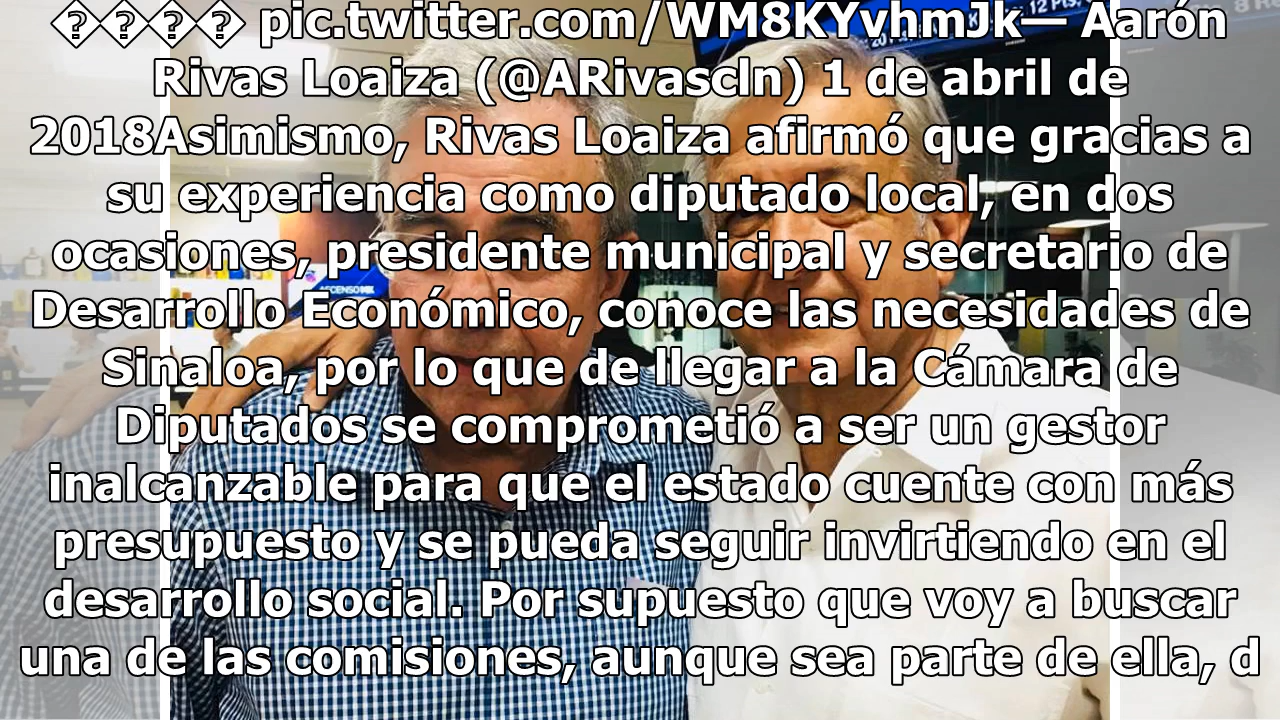 ���� pic.twitter.com/WM8KYvhmJk— Aarón
Rivas Loaiza (@ARivascln) 1 de abril de
2018Asimismo, Rivas Loaiza afirmó que gracias a
su experiencia como diputado local, en dos
ocasiones, presidente municipal y secretario de
Desarrollo Económico, conoce las necesidades de
Sinaloa, por lo que de llegar a la Cámara de
Diputados se comprometió a ser un gestor
inalcanzable para que el estado cuente con más
presupuesto y se pueda seguir invirtiendo en el
desarrollo social. Por supuesto que voy a buscar
una de las comisiones, aunque sea parte de ella, d